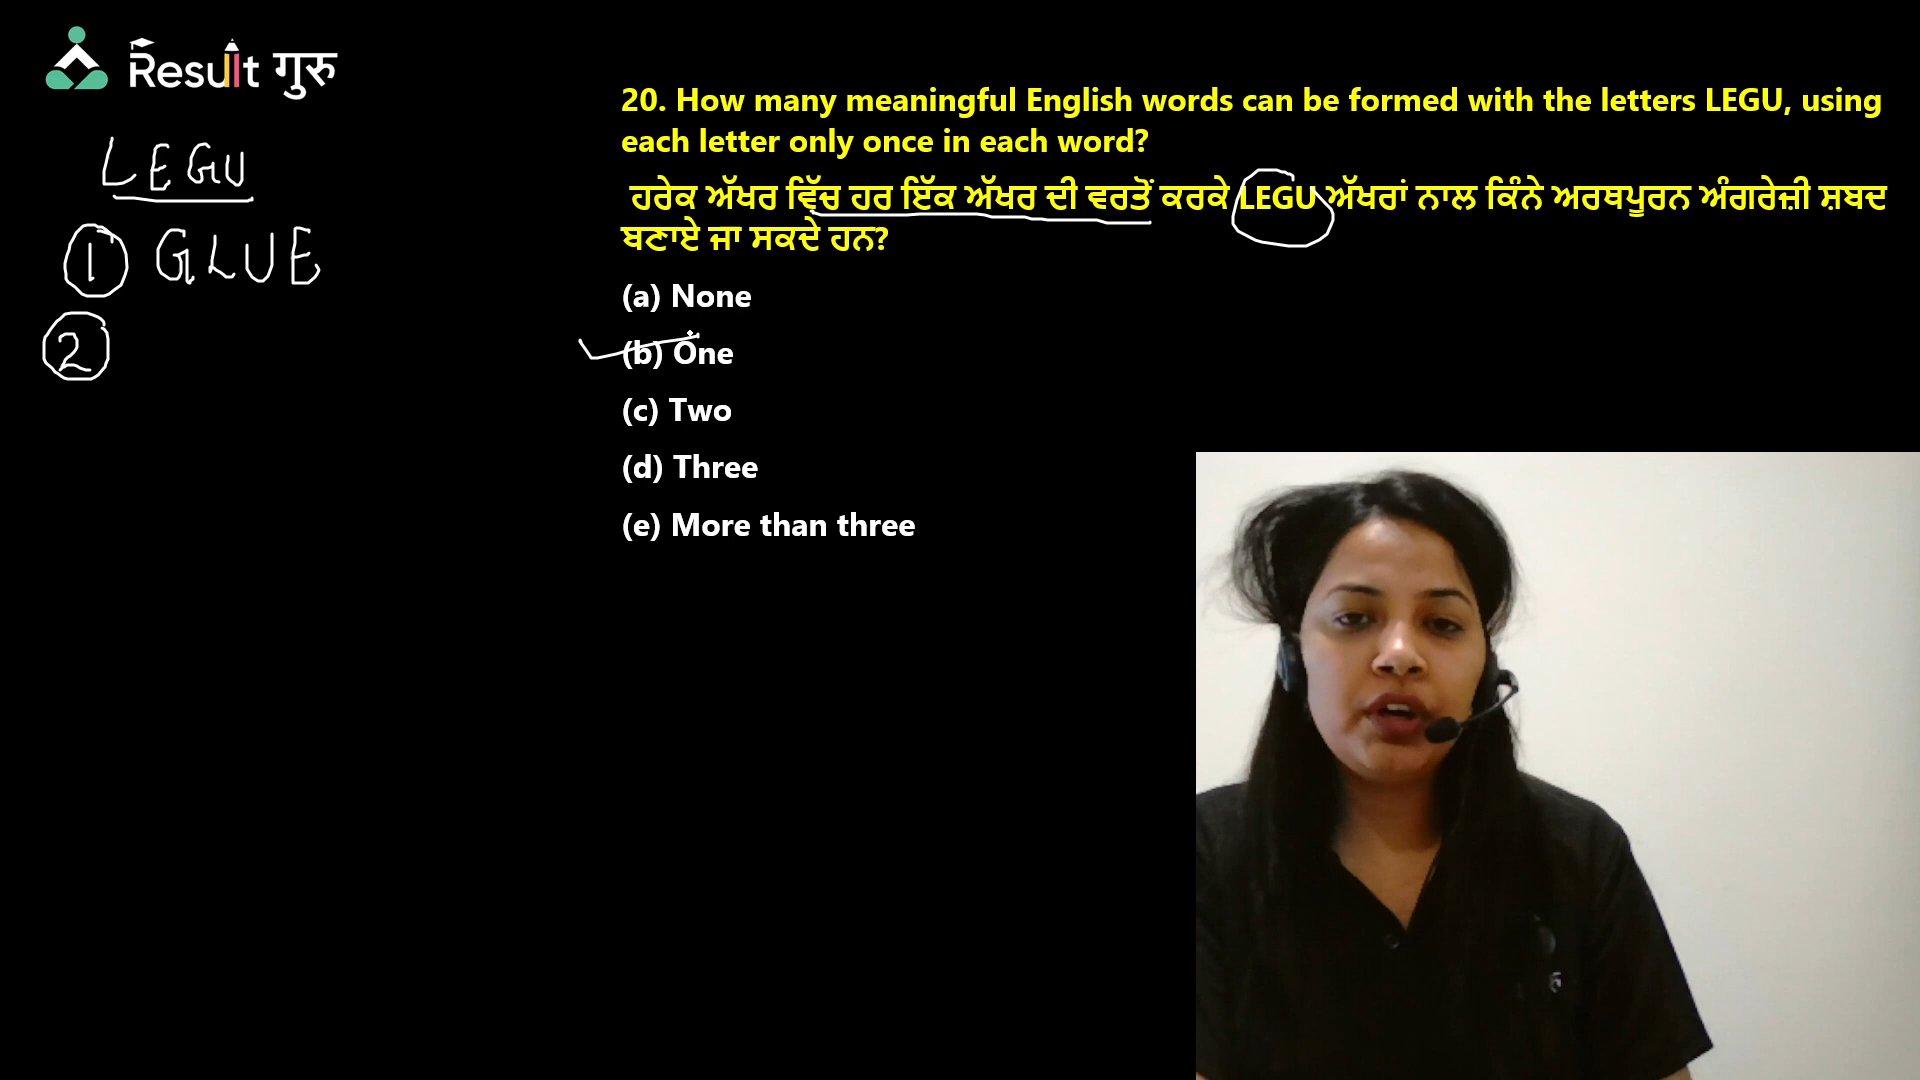 Result गुरु
LEGU
1 GLUE
2
20. How many meaningful English words can be formed with the letters LEGU, using
each letter only once in each word?
ਹਰੇਕ ਅੱਖਰ ਵਿੱਚ ਹਰ ਇੱਕ ਅੱਖਰ ਦੀ ਵਰਤੋਂ ਕਰਕੇ LEGU ਅੱਖਰਾਂ ਨਾਲ ਕਿੰਨੇ ਅਰਥਪੂਰਨ ਅੰਗਰੇਜ਼ੀ ਸ਼ਬਦ
ਬਣਾਏ ਜਾ ਸਕਦੇ ਹਨ?
(a) None
(b) One
(c) Two
(d) Three
(e) More than three